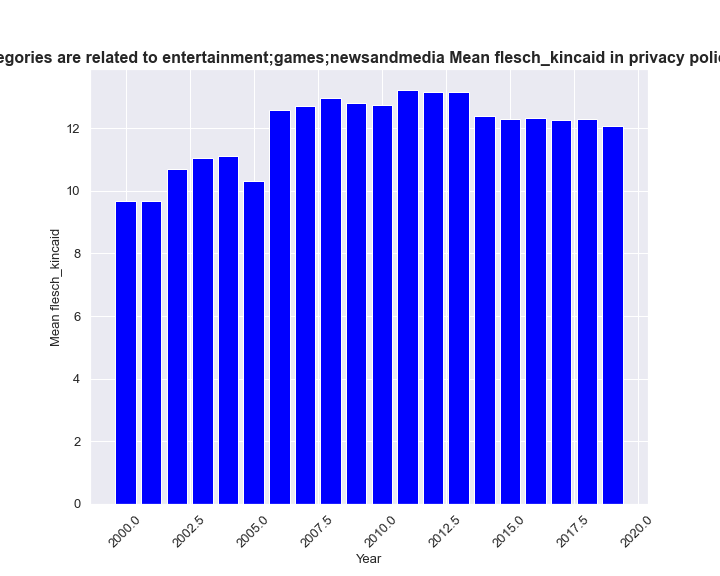 egories are related to entertainment;games;newsandmedia Mean flesch_kincaid in privacy polic
Mean flesch_kincaid
12
10
8
6
4
2
0
2000.0 2002.5 2005.0 2007.5 2010.0 2012.5 2015.0 2017.5 2020.0
Year